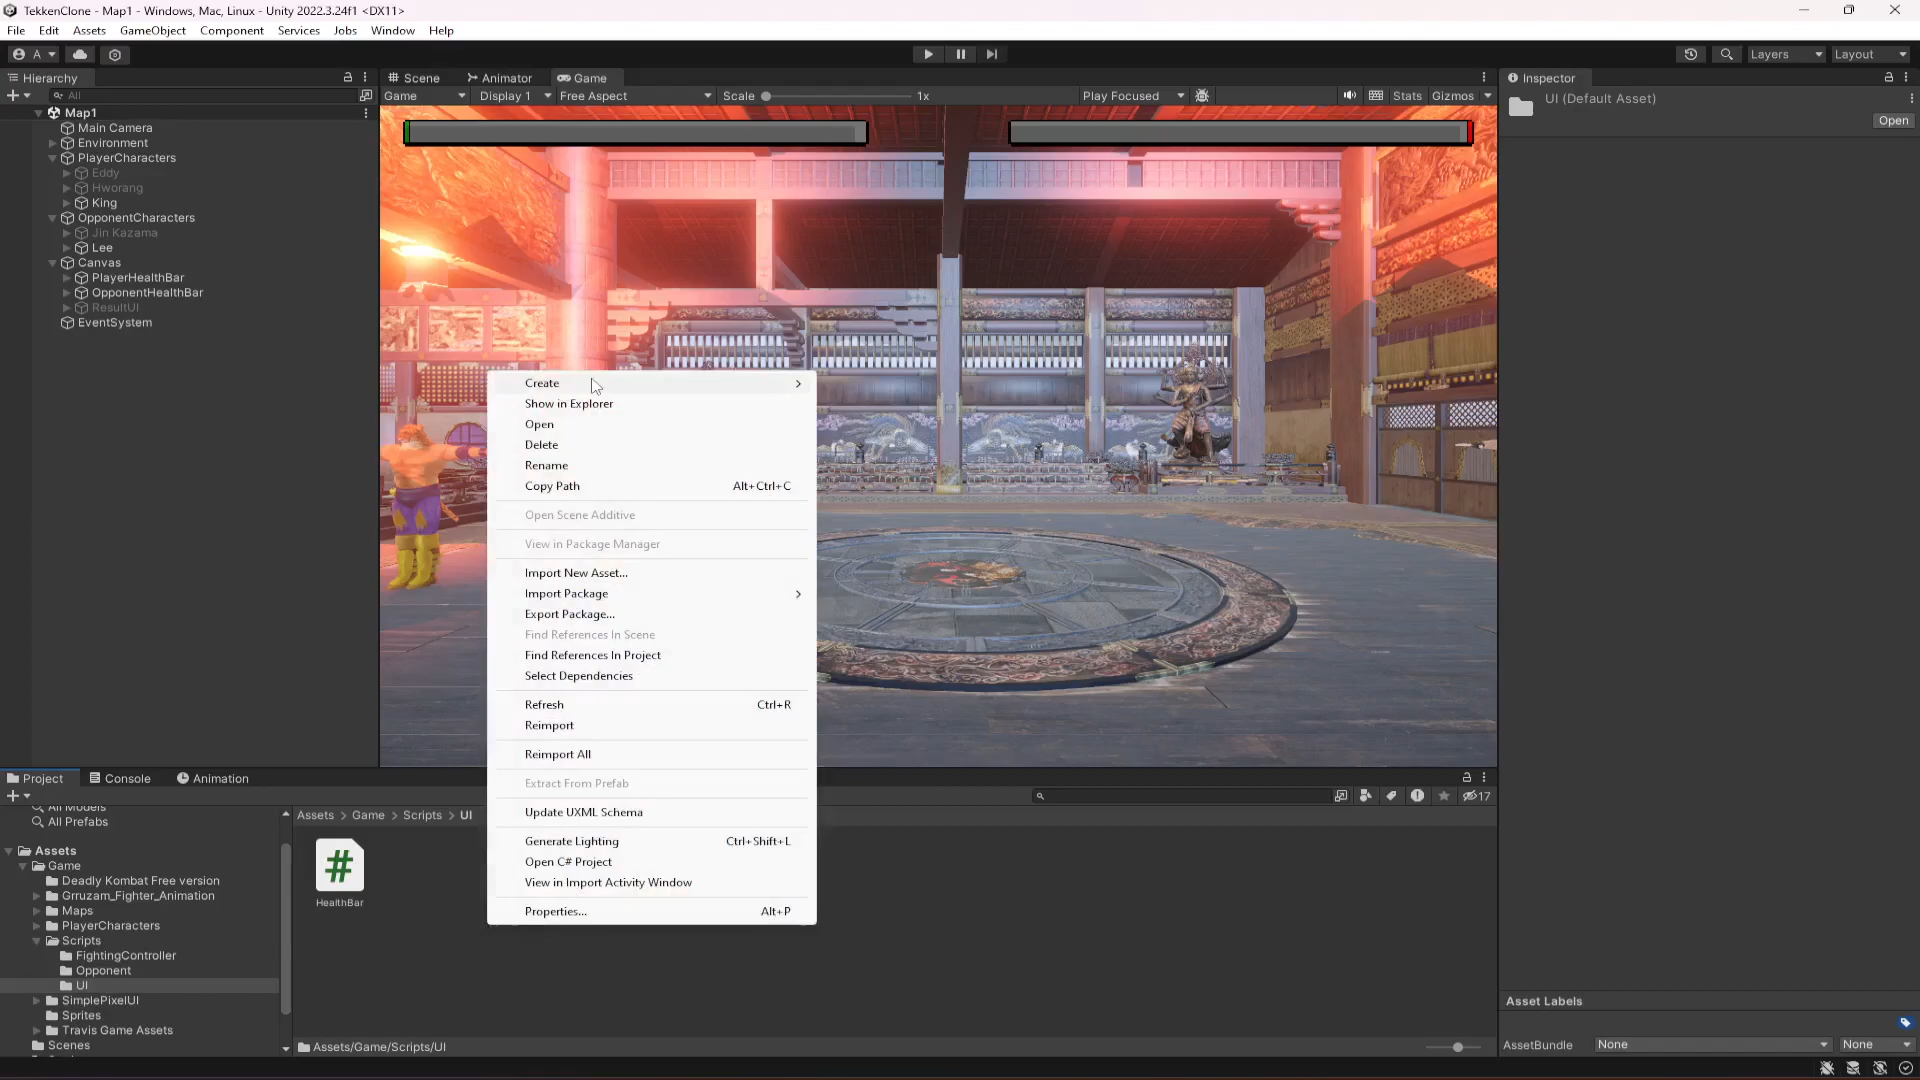 TekkenClone - Map1 - Windows, Mac, Linux - Unity 2022.3.24f1 <DX11>
File Edit Assets GameObject Component Services Jobs Window Help
A Layers Layout
Hierarchy Scene Animator Game Inspector
All Game Display 1 Free Aspect Scale 1x Play Focused Stats Gizmos
UI (Default Asset)
Open
Map1
Main Camera
Environment
PlayerCharacters
Eddy
Hworang
King
OpponentCharacters
Jin Kazama
Lee
Canvas
PlayerHealthBar
OpponentHealthBar
ResultUI
EventSystem
Create
Show in Explorer
Open
Delete
Rename
Copy Path Alt+Ctrl+C
Open Scene Additive
View in Package Manager
Import New Asset...
Import Package
Export Package...
Find References In Scene
Find References In Project
Select Dependencies
Refresh Ctrl+R
Reimport
Reimport All
Extract From Prefab
Update UXML Schema
Generate Lighting Ctrl+Shift+L
Open C# Project
View in Import Activity Window
Properties... Alt+P
Project Console Animation
17
All Models
All Prefabs
Assets
Game
Deadly Kombat Free version
Grruzam_Fighter_Animation
Maps
PlayerCharacters
Scripts
FightingController
Opponent
UI
SimplePixelUI
Sprites
Travis Game Assets
Scenes
Assets > Game > Scripts > UI
#
HealthBar
Assets/Game/Scripts/UI
Asset Labels
AssetBundle None None